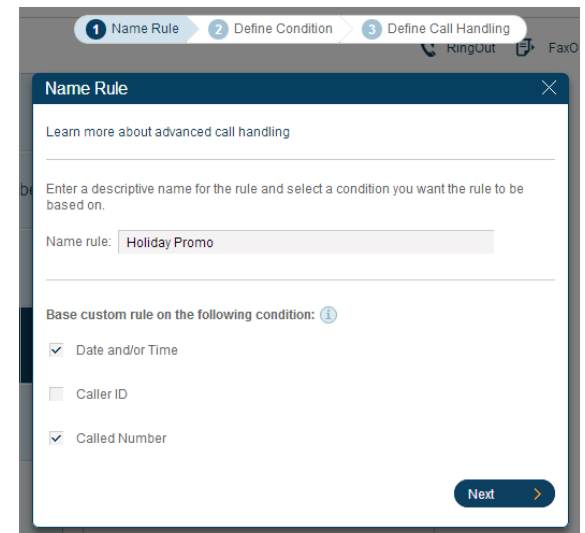 1 Name Rule 2 Define Condition 3 Define Call Handling
RingOut FaxO
Name Rule
Learn more about advanced call handling
Enter a descriptive name for the rule and select a condition you want the rule to be
based on.
Name rule: Holiday Promo
Base custom rule on the following condition: i
Date and/or Time
Caller ID
Called Number
Next